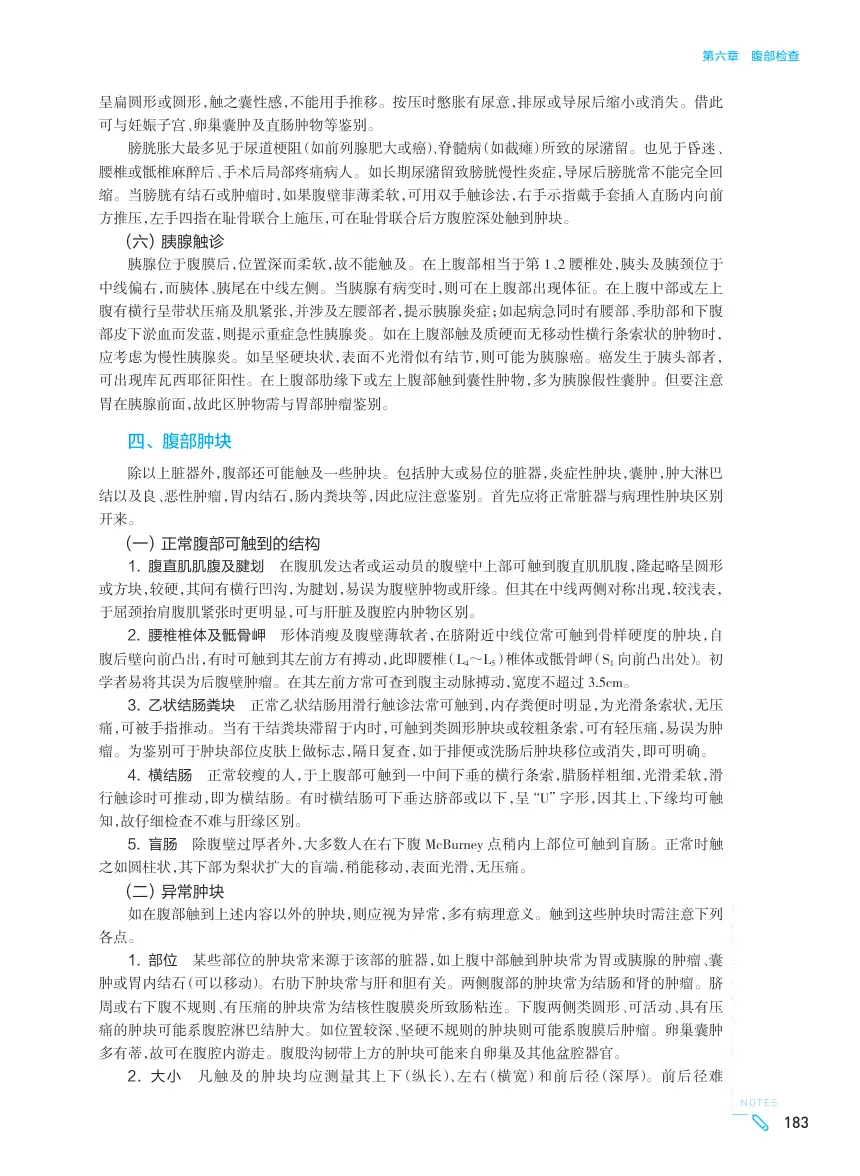 第六章　腹部检查
呈扁圆形或圆形,触之囊性感,不能用手推移。按压时憋胀有尿意,排尿或导尿后缩小或消失。借此
可与妊娠子宫、卵巢囊肿及直肠肿物等鉴别。
膀胱胀大最多见于尿道梗阻(如前列腺肥大或癌)、脊髓病(如截瘫)所致的尿潴留。也见于昏迷、
腰椎或骶椎麻醉后、手术后局部疼痛病人。如长期尿潴留致膀胱慢性炎症,导尿后膀胱常不能完全回
缩。当膀胱有结石或肿瘤时,如果腹壁菲薄柔软,可用双手触诊法,右手示指戴手套插入直肠内向前
方推压,左手四指在耻骨联合上施压,可在耻骨联合后方腹腔深处触到肿块。
(六) 胰腺触诊
胰腺位于腹膜后,位置深而柔软,故不能触及。在上腹部相当于第 1、2 腰椎处,胰头及胰颈位于
中线偏右,而胰体、胰尾在中线左侧。当胰腺有病变时,则可在上腹部出现体征。在上腹中部或左上
腹有横行呈带状压痛及肌紧张,并涉及左腰部者,提示胰腺炎症;如起病急同时有腰部、季肋部和下腹
部皮下淤血而发蓝,则提示重症急性胰腺炎。如在上腹部触及质硬而无移动性横行条索状的肿物时,
应考虑为慢性胰腺炎。如呈坚硬块状,表面不光滑似有结节,则可能为胰腺癌。癌发生于胰头部者,
可出现库瓦西耶征阳性。在上腹部肋缘下或左上腹部触到囊性肿物,多为胰腺假性囊肿。但要注意
胃在胰腺前面,故此区肿物需与胃部肿瘤鉴别。
四、腹部肿块
除以上脏器外,腹部还可能触及一些肿块。包括肿大或易位的脏器,炎症性肿块,囊肿,肿大淋巴
结以及良、恶性肿瘤,胃内结石,肠内粪块等,因此应注意鉴别。首先应将正常脏器与病理性肿块区别
开来。
(一) 正常腹部可触到的结构
1. 腹直肌肌腹及腱划　在腹肌发达者或运动员的腹壁中上部可触到腹直肌肌腹,隆起略呈圆形
或方块,较硬,其间有横行凹沟,为腱划,易误为腹壁肿物或肝缘。但其在中线两侧对称出现,较浅表,
于屈颈抬肩腹肌紧张时更明显,可与肝脏及腹腔内肿物区别。
2. 腰椎椎体及骶骨岬　形体消瘦及腹壁薄软者,在脐附近中线位常可触到骨样硬度的肿块,自
腹后壁向前凸出,有时可触到其左前方有搏动,此即腰椎(L₄～L₅)椎体或骶骨岬(S₁ 向前凸出处)。初
学者易将其误为后腹壁肿瘤。在其左前方常可查到腹主动脉搏动,宽度不超过 3.5cm。
3. 乙状结肠粪块　正常乙状结肠用滑行触诊法常可触到,内存粪便时明显,为光滑条索状,无压
痛,可被手指推动。当有干结粪块滞留于内时,可触到类圆形肿块或较粗条索,可有轻压痛,易误为肿
瘤。为鉴别可于肿块部位皮肤上做标志,隔日复查,如于排便或洗肠后肿块移位或消失,即可明确。
4. 横结肠　正常较瘦的人,于上腹部可触到一中间下垂的横行条索,腊肠样粗细,光滑柔软,滑
行触诊时可推动,即为横结肠。有时横结肠可下垂达脐部或以下,呈 “U” 字形,因其上、下缘均可触
知,故仔细检查不难与肝缘区别。
5. 盲肠　除腹壁过厚者外,大多数人在右下腹 McBurney 点稍内上部位可触到盲肠。正常时触
之如圆柱状,其下部为梨状扩大的盲端,稍能移动,表面光滑,无压痛。
(二) 异常肿块
如在腹部触到上述内容以外的肿块,则应视为异常,多有病理意义。触到这些肿块时需注意下列
各点。
1. 部位　某些部位的肿块常来源于该部的脏器,如上腹中部触到肿块常为胃或胰腺的肿瘤、囊
肿或胃内结石(可以移动)。右肋下肿块常与肝和胆有关。两侧腹部的肿块常为结肠和肾的肿瘤。脐
周或右下腹不规则、有压痛的肿块常为结核性腹膜炎所致肠粘连。下腹两侧类圆形、可活动、具有压
痛的肿块可能系腹腔淋巴结肿大。如位置较深、坚硬不规则的肿块则可能系腹膜后肿瘤。卵巢囊肿
多有蒂,故可在腹腔内游走。腹股沟韧带上方的肿块可能来自卵巢及其他盆腔器官。
2. 大小　凡触及的肿块均应测量其上下(纵长)、左右(横宽)和前后径(深厚)。前后径难
NOTES
183